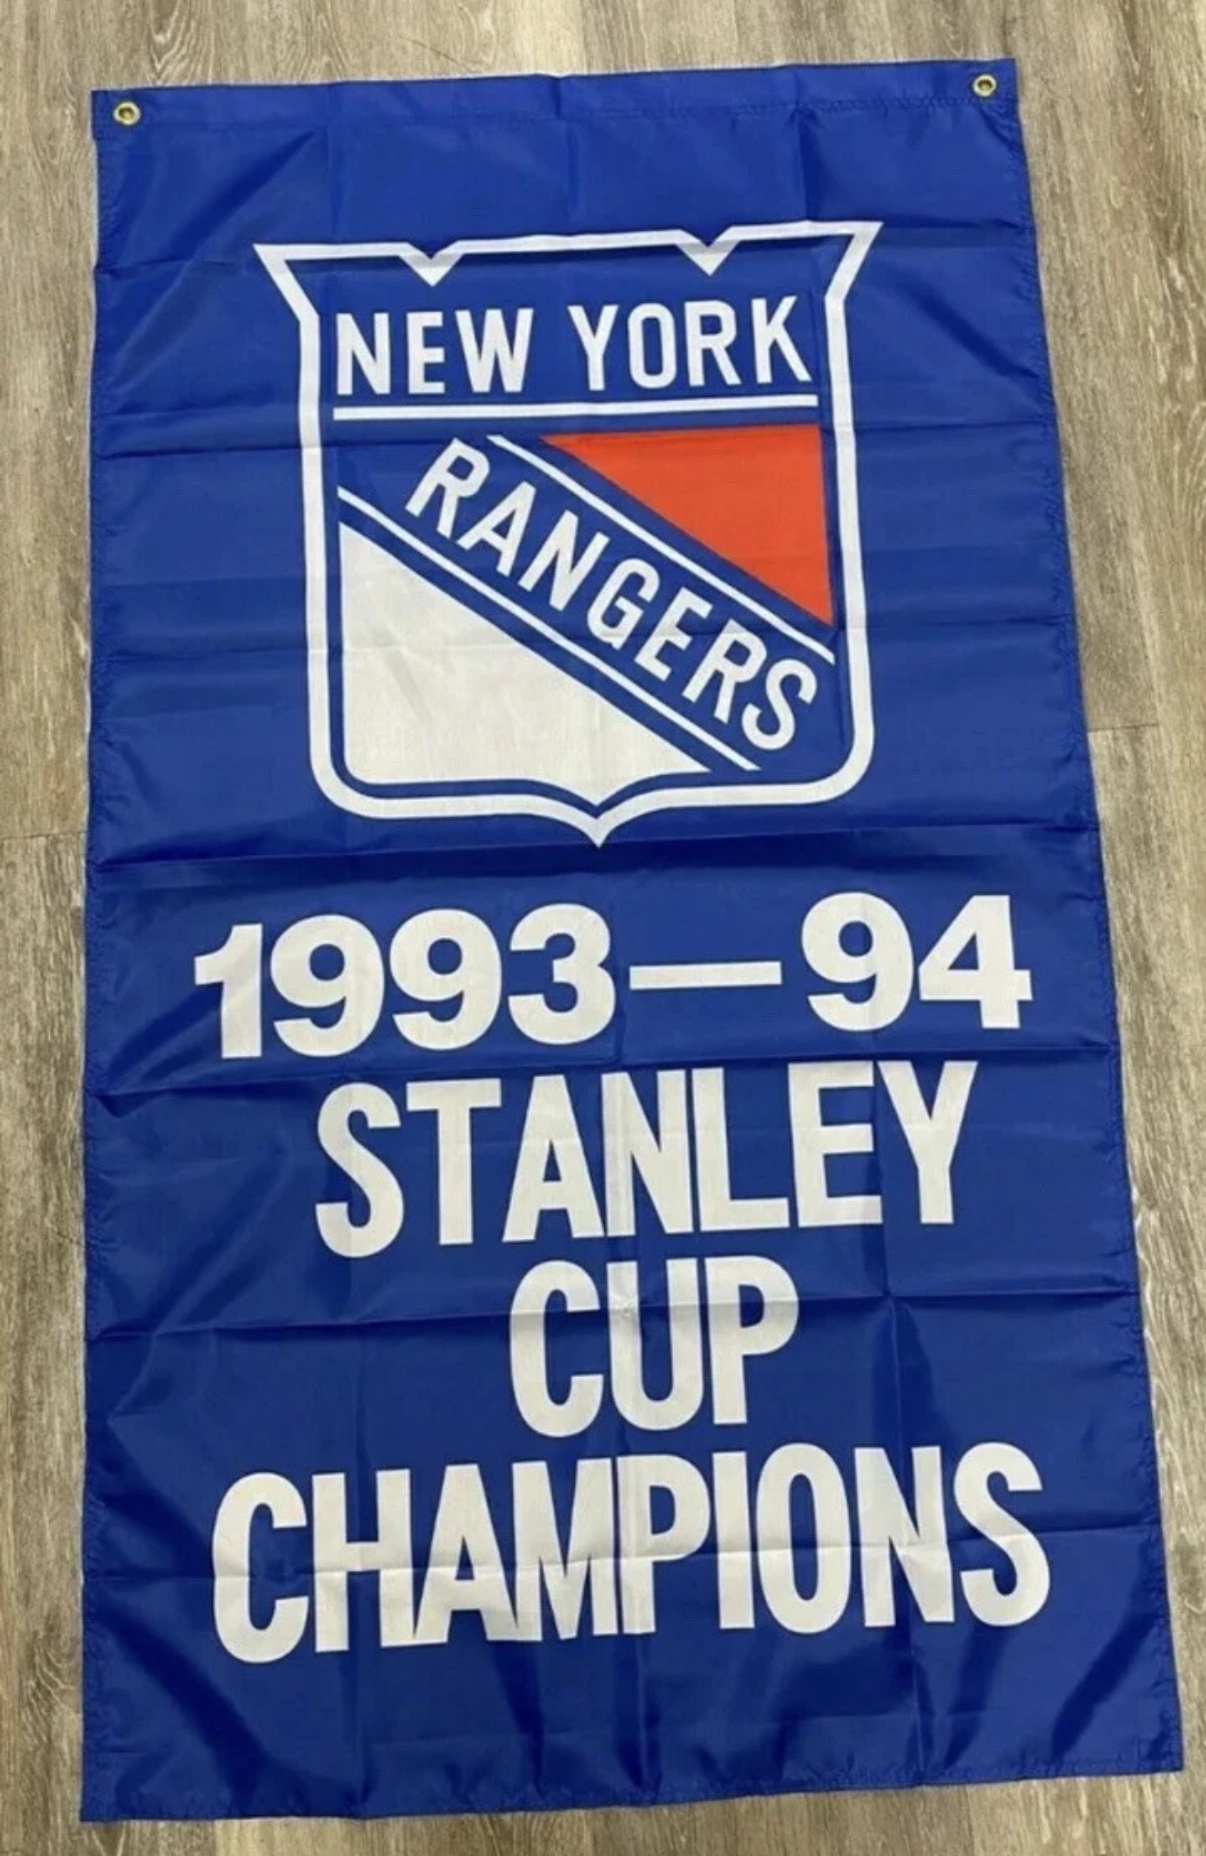 NEW YORK
RANGERS
1993—94
STANLEY
CUP
CHAMPIONS